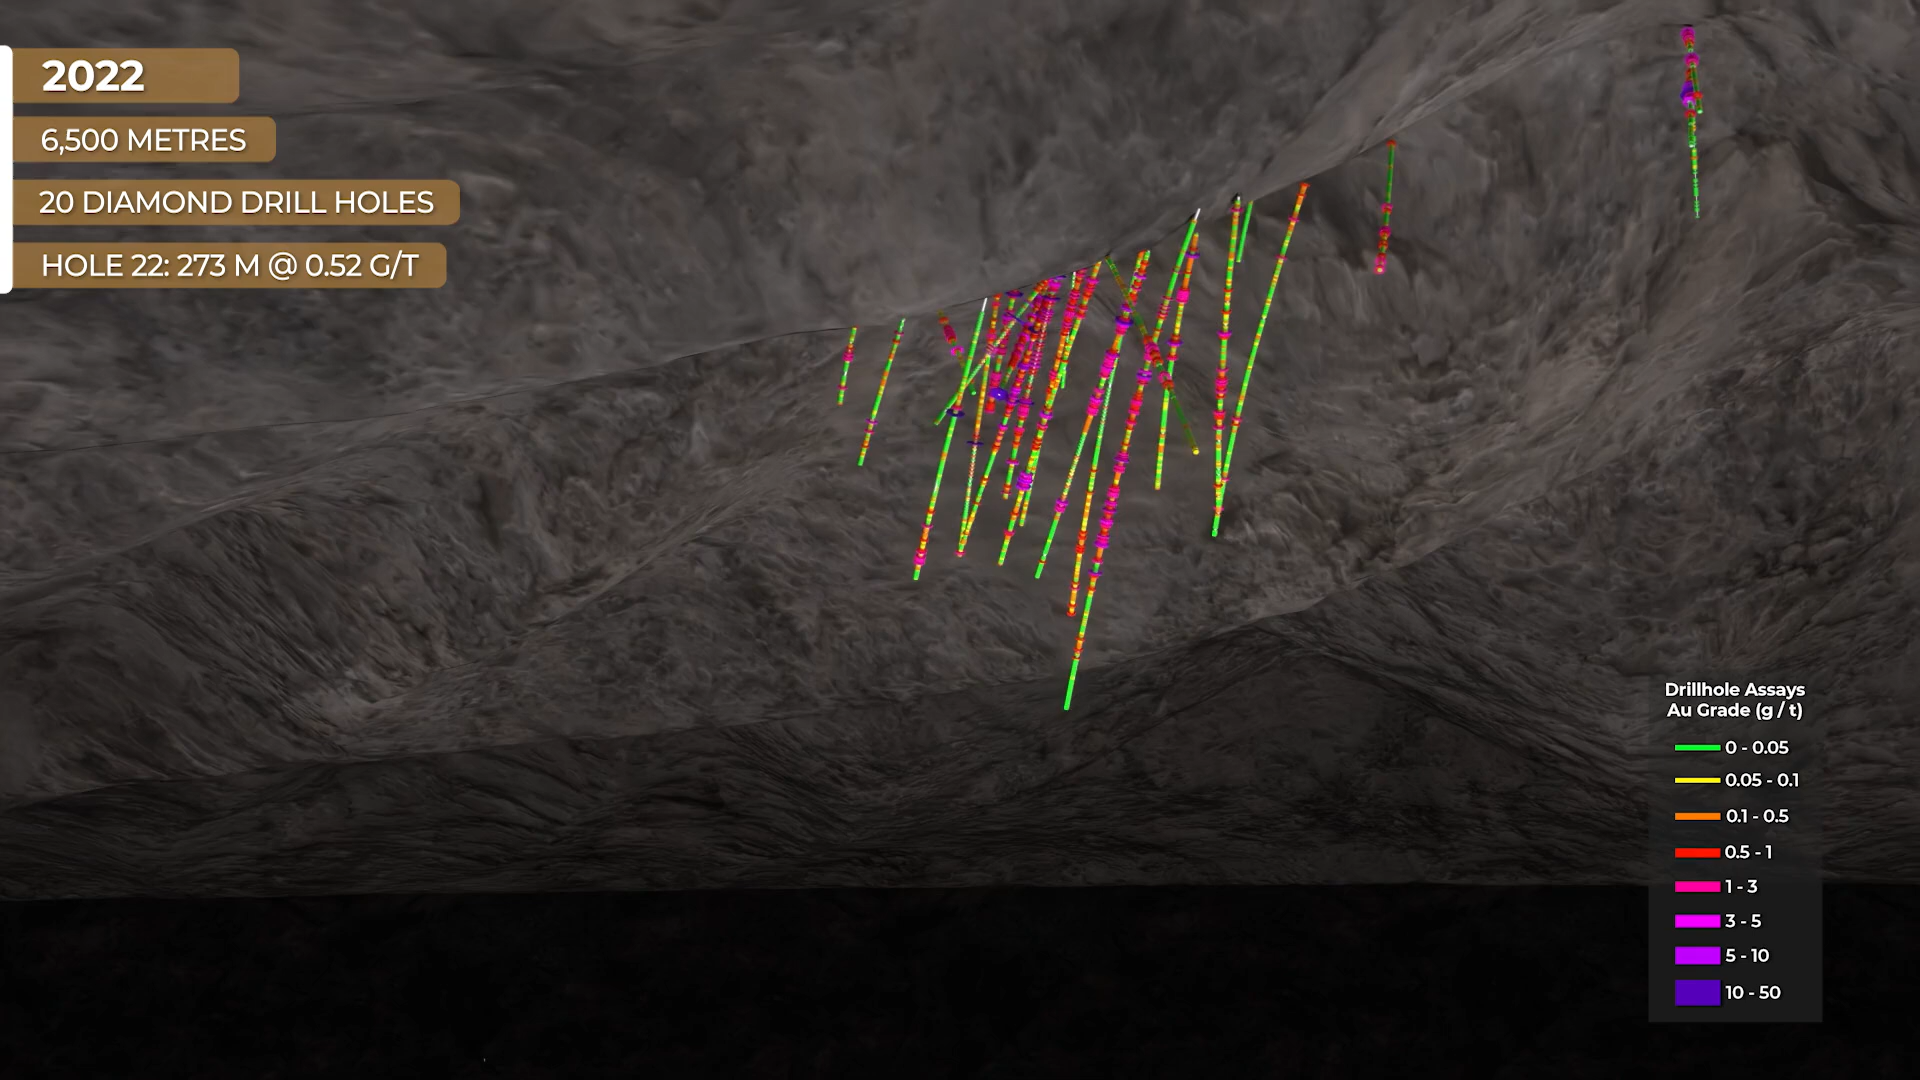 2022
6,500 METRES
20 DIAMOND DRILL HOLES
HOLE 22: 273 M @ 0.52 G/T
Drillhole Assays
Au Grade (g / t)
0 - 0.05
0.05 - 0.1
0.1 - 0.5
0.5 - 1
1 - 3
3 - 5
5 - 10
10 - 50